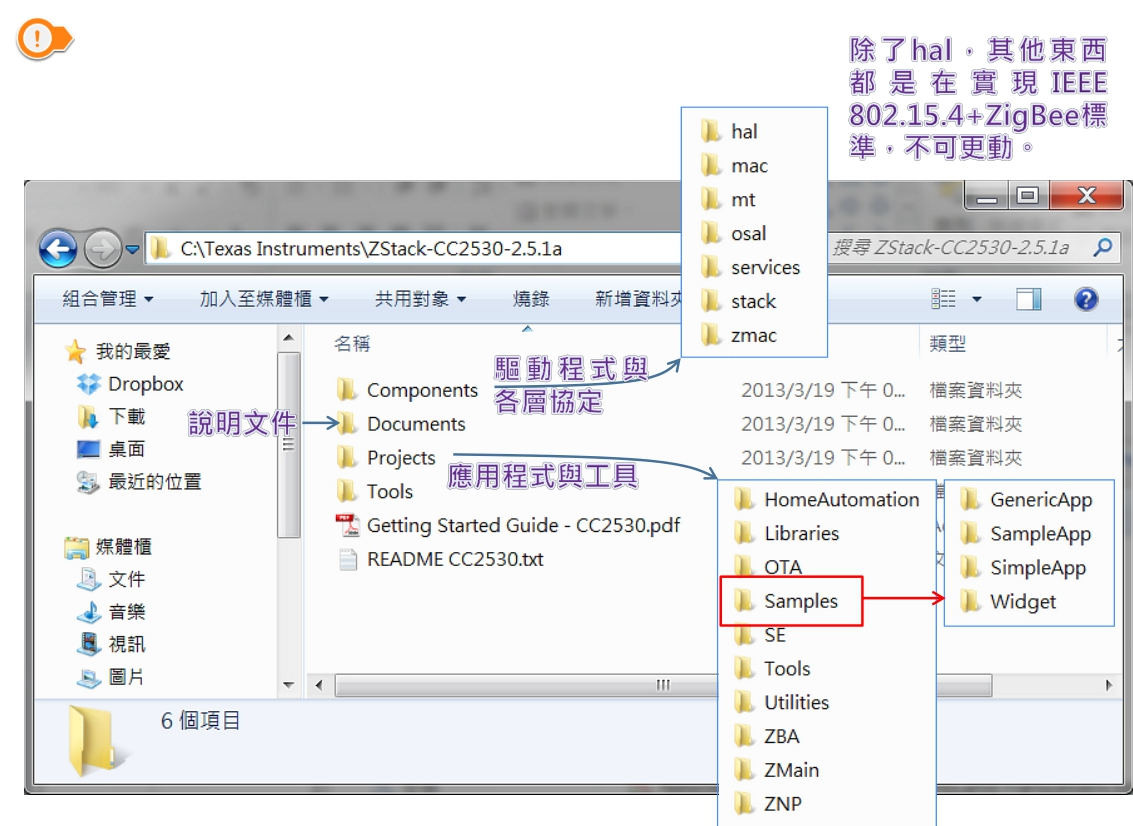 除了hal，其他東西
都是在實現IEEE
802.15.4+ZigBee標
準，不可更動。
hal
mac
mt
osal
services
stack
zmac
C:\Texas Instruments\ZStack-CC2530-2.5.1a
搜尋 ZStack-CC2530-2.5.1a
組合管理
加入至媒體櫃
共用對象
燒錄
新增資料夾
我的最愛
Dropbox
下載
桌面
最近的位置
媒體櫃
文件
音樂
視訊
圖片
名稱
類型
Components
2013/3/19 下午 0...
檔案資料夾
Documents
2013/3/19 下午 0...
檔案資料夾
Projects
2013/3/19 下午 0...
檔案資料夾
Tools
Getting Started Guide - CC2530.pdf
README CC2530.txt
驅動程式與
各層協定
說明文件
應用程式與工具
HomeAutomation
Libraries
OTA
Samples
SE
Tools
Utilities
ZBA
ZMain
ZNP
GenericApp
SampleApp
SimpleApp
Widget
6 個項目